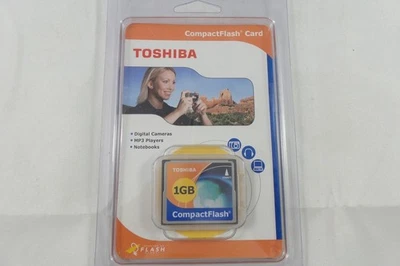 CompactFlash® Card
TOSHIBA
• Digital Cameras
• MP3 Players
• Notebooks
TOSHIBA
1GB
CompactFlash®
FLASH